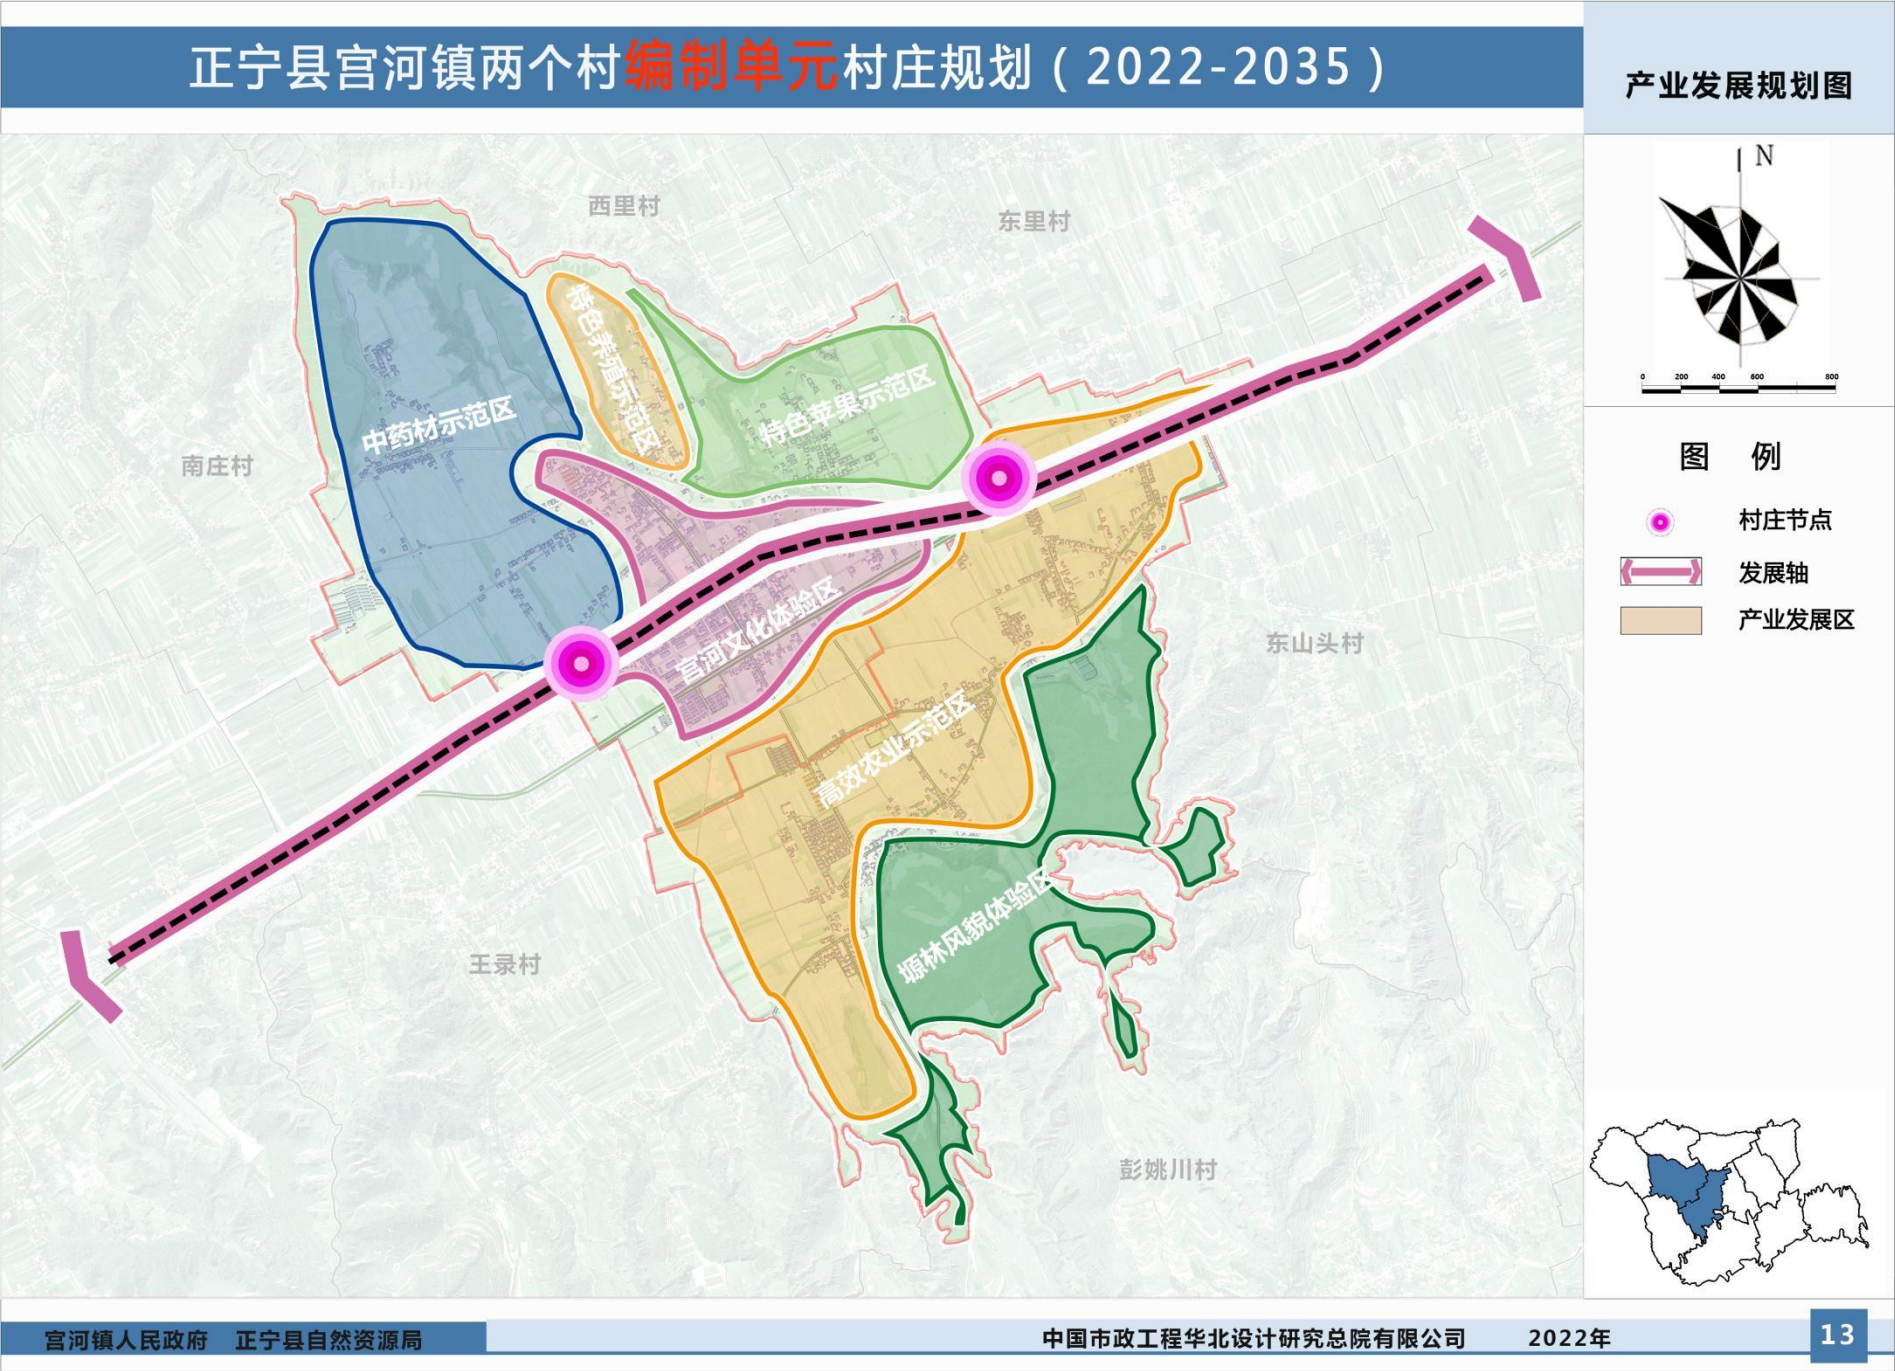 正宁县宫河镇两个村编制单元村庄规划（2022-2035）
产业发展规划图
N
0 200 400 600 800
图 例
村庄节点
发展轴
产业发展区
西里村
东里村
南庄村
东山头村
王录村
彭姚川村
中药材示范区
特色养殖示范区
特色苹果示范区
宫河文化体验区
高效农业示范区
塬林风貌体验区
宫河镇人民政府 正宁县自然资源局
中国市政工程华北设计研究总院有限公司 2022年
13